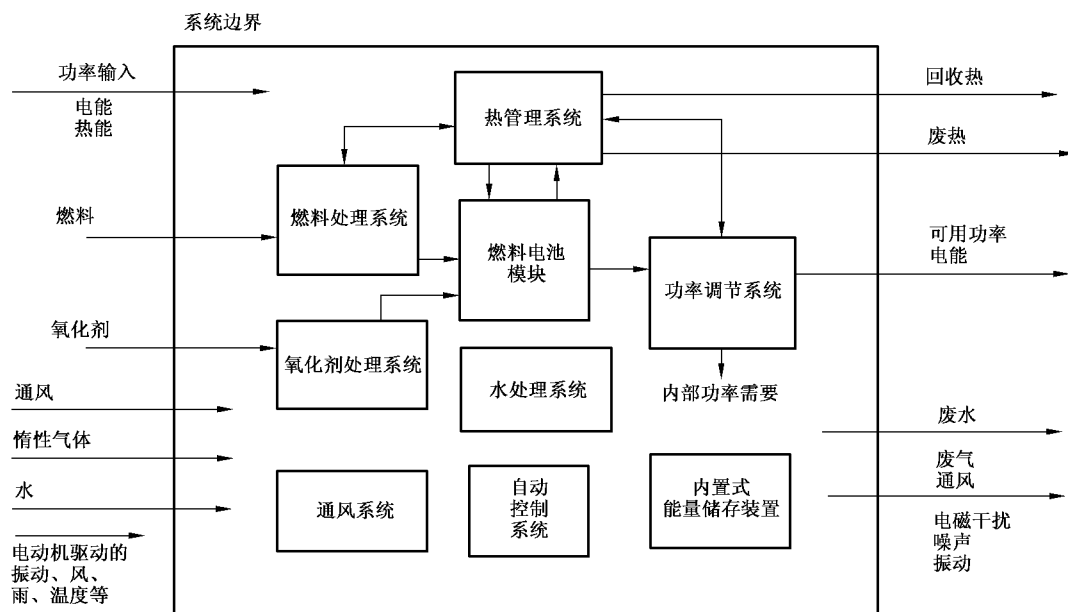 系统边界
功率输入
电能
热能
燃料
氧化剂
通风
惰性气体
水
电动机驱动的
振动、风、
雨、温度等
热管理系统
燃料处理系统
燃料电池
模块
功率调节系统
氧化剂处理系统
水处理系统
内部功率需要
通风系统
自动
控制
系统
内置式
能量储存装置
回收热
废热
可用功率
电能
废水
废气
通风
电磁干扰
噪声
振动